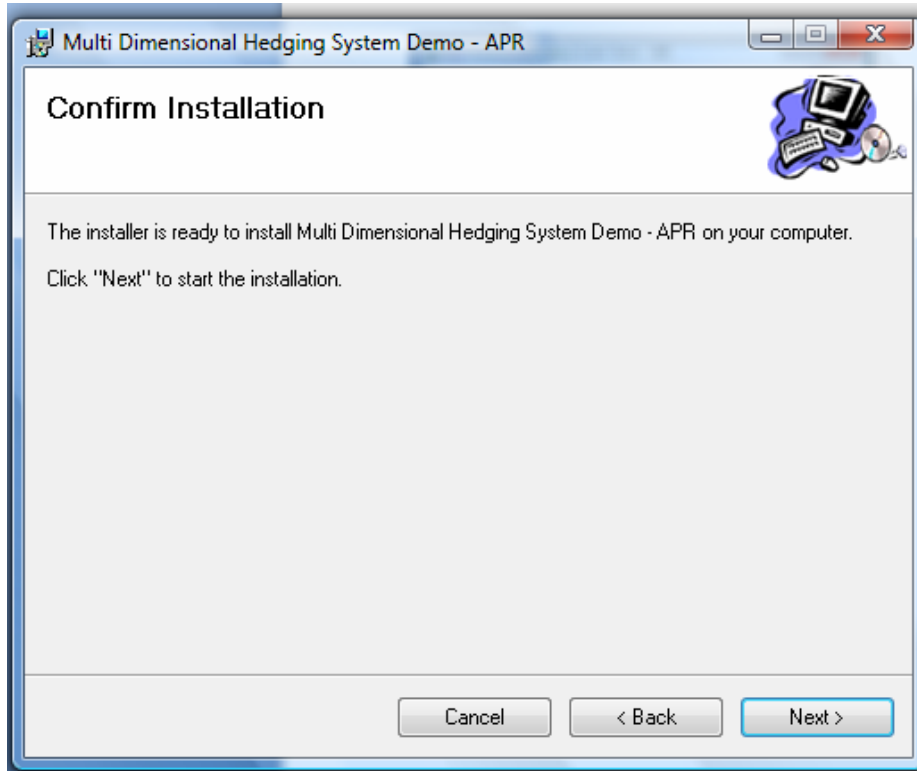 Multi Dimensional Hedging System Demo - APR
Confirm Installation
The installer is ready to install Multi Dimensional Hedging System Demo - APR on your computer.
Click "Next" to start the installation.
Cancel
< Back
Next >